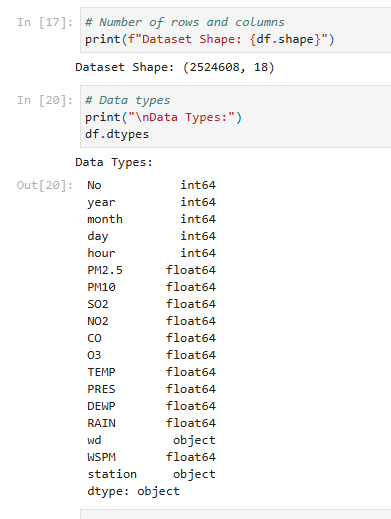 In [17]: # Number of rows and columns
print(f"Dataset Shape: {df.shape}")
Dataset Shape: (2524608, 18)
In [20]: # Data types
print("\nData Types:")
df.dtypes
Data Types:
Out[20]: No int64
year int64
month int64
day int64
hour int64
PM2.5 float64
PM10 float64
SO2 float64
NO2 float64
CO float64
O3 float64
TEMP float64
PRES float64
DEWP float64
RAIN float64
wd object
WSPM float64
station object
dtype: object